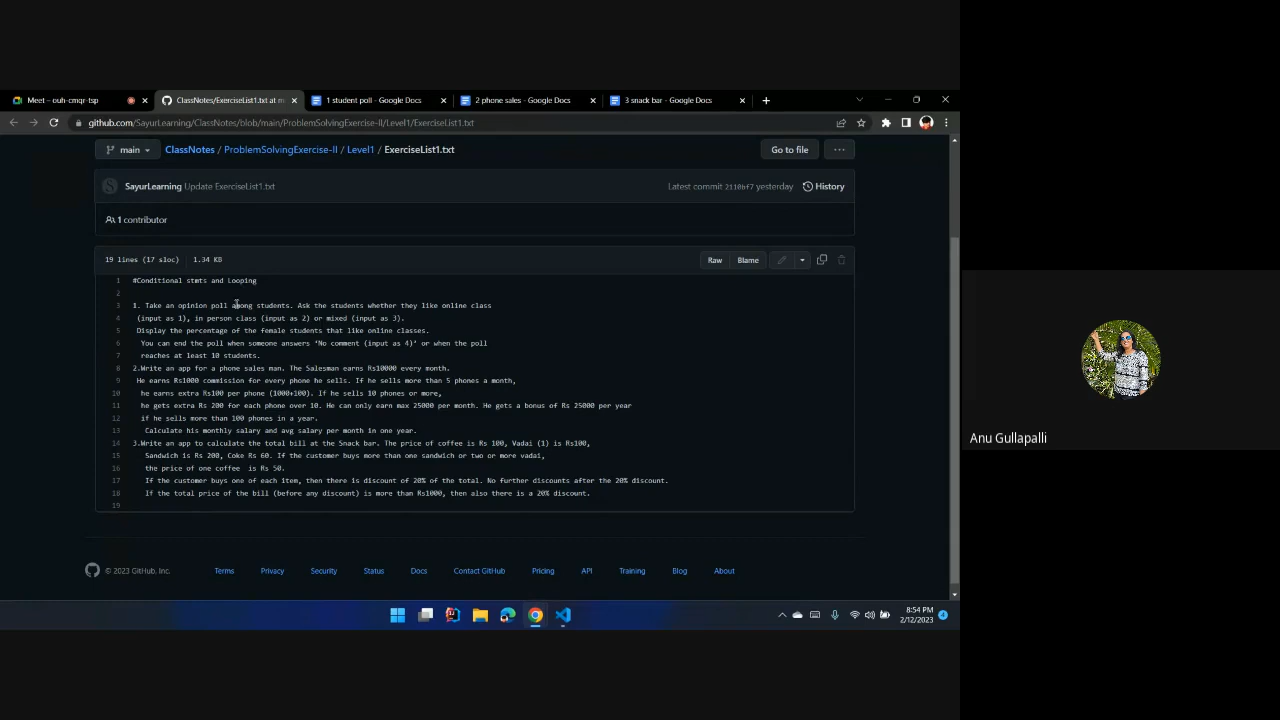 Meet – ouh-cmqr-tsp
ClassNotes/ExerciseList1.txt at m
1 student poll - Google Docs
2 phone sales - Google Docs
3 snack bar - Google Docs
github.com/SayurLearning/ClassNotes/blob/main/ProblemSolvingExercise-II/Level1/ExerciseList1.txt
main
ClassNotes / ProblemSolvingExercise-II / Level1 / ExerciseList1.txt
Go to file
SayurLearning Update ExerciseList1.txt
Latest commit 2110bf7 yesterday
History
1 contributor
19 lines (17 sloc) 1.34 KB
Raw
Blame
1 #Conditional stmts and Looping
2
3 1. Take an opinion poll among students. Ask the students whether they like online class
4 (input as 1), in person class (input as 2) or mixed (input as 3).
5 Display the percentage of the female students that like online classes.
6 You can end the poll when someone answers ‘No comment (input as 4)’ or when the poll
7 reaches at least 10 students.
8 2.Write an app for a phone sales man. The Salesman earns Rs10000 every month.
9 He earns Rs1000 commission for every phone he sells. If he sells more than 5 phones a month,
10 he earns extra Rs100 per phone (1000+100). If he sells 10 phones or more,
11 he gets extra Rs 200 for each phone over 10. He can only earn max 25000 per month. He gets a bonus of Rs 25000 per year
12 if he sells more than 100 phones in a year.
13 Calculate his monthly salary and avg salary per month in one year.
14 3.Write an app to calculate the total bill at the Snack bar. The price of coffee is Rs 100, Vadai (1) is Rs100,
15 Sandwich is Rs 200, Coke Rs 60. If the customer buys more than one sandwich or two or more vadai,
16 the price of one coffee is Rs 50.
17 If the customer buys one of each item, then there is discount of 20% of the total. No further discounts after the 20% discount.
18 If the total price of the bill (before any discount) is more than Rs1000, then also there is a 20% discount.
19
© 2023 GitHub, Inc.
Terms
Privacy
Security
Status
Docs
Contact GitHub
Pricing
API
Training
Blog
About
8:54 PM
2/12/2023
4
Anu Gullapalli